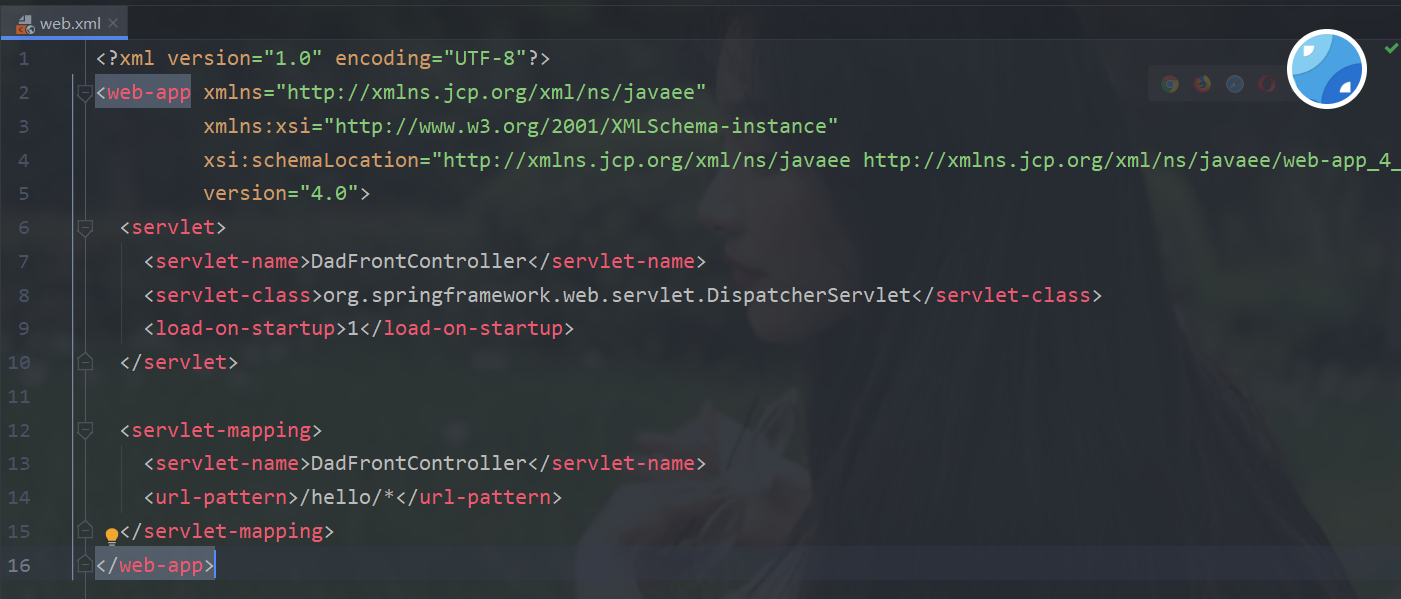 web.xml
1 <?xml version="1.0" encoding="UTF-8"?>
2 <web-app xmlns="http://xmlns.jcp.org/xml/ns/javaee"
3 xmlns:xsi="http://www.w3.org/2001/XMLSchema-instance"
4 xsi:schemaLocation="http://xmlns.jcp.org/xml/ns/javaee http://xmlns.jcp.org/xml/ns/javaee/web-app_4_
5 version="4.0">
6 <servlet>
7 <servlet-name>DadFrontController</servlet-name>
8 <servlet-class>org.springframework.web.servlet.DispatcherServlet</servlet-class>
9 <load-on-startup>1</load-on-startup>
10 </servlet>
11
12 <servlet-mapping>
13 <servlet-name>DadFrontController</servlet-name>
14 <url-pattern>/hello/*</url-pattern>
15 </servlet-mapping>
16 </web-app>